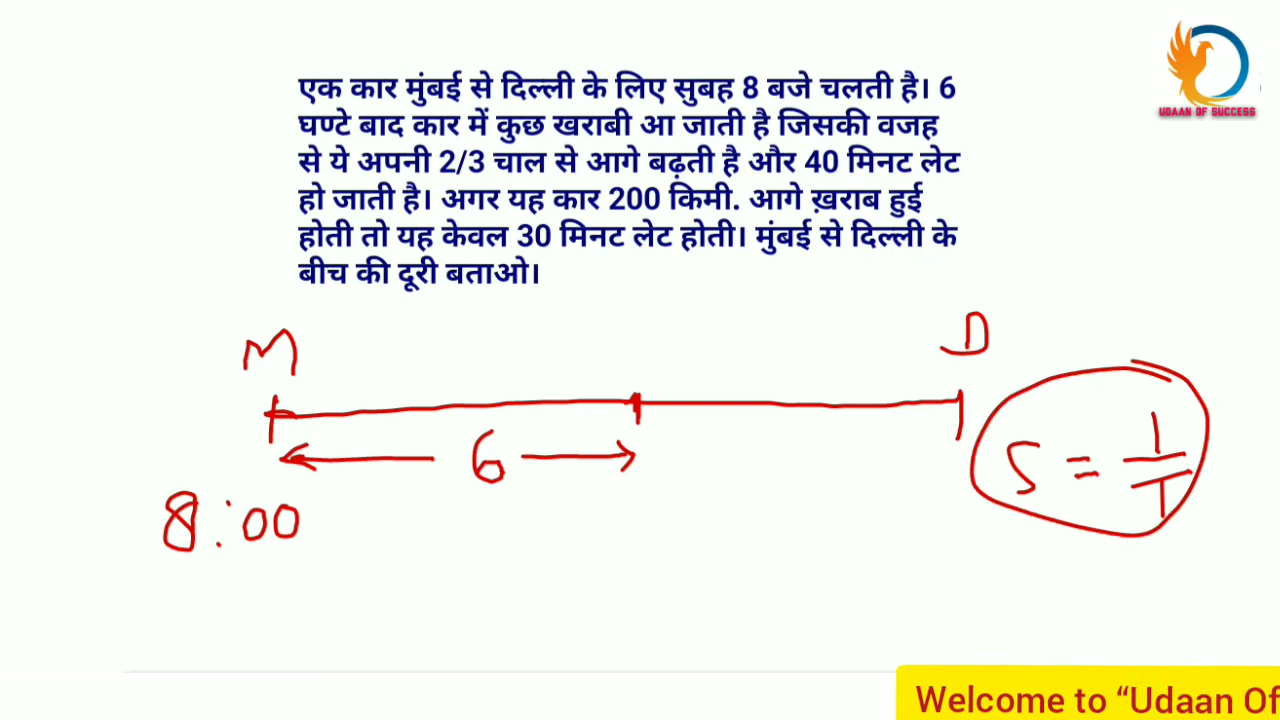 UDAAN OF SUCCESS
एक कार मुंबई से दिल्ली के लिए सुबह 8 बजे चलती है। 6
घण्टे बाद कार में कुछ खराबी आ जाती है जिसकी वजह
से ये अपनी 2/3 चाल से आगे बढ़ती है और 40 मिनट लेट
हो जाती है। अगर यह कार 200 किमी. आगे ख़राब हुई
होती तो यह केवल 30 मिनट लेट होती। मुंबई से दिल्ली के
बीच की दूरी बताओ।
M D
6
S = 1/T
8:00
Welcome to “Udaan Of